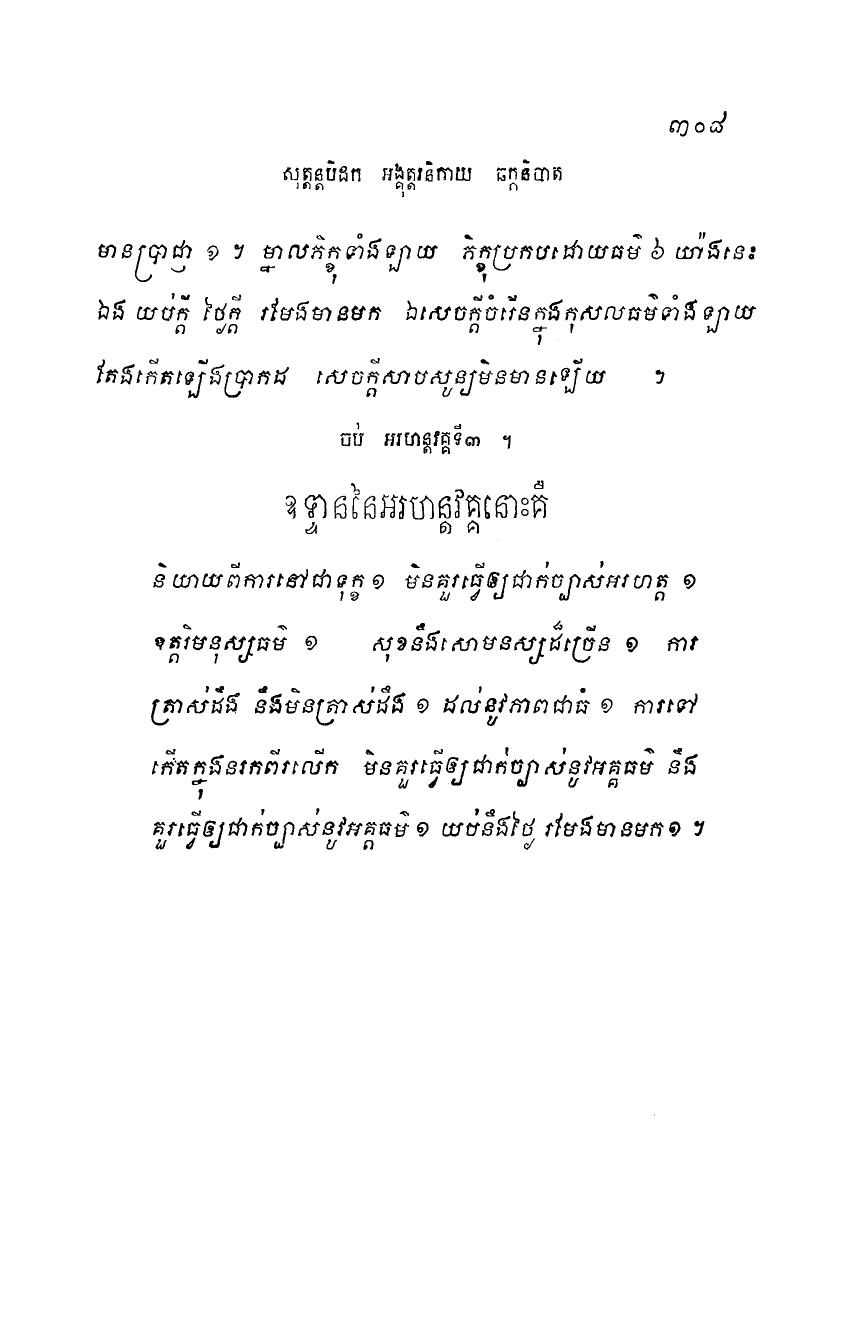 ៣០៨
សុត្តន្តបិដក អង្គុត្តរនិកាយ ឆក្កនិបាត
មានប្រាជ្ញា ១ ។ ម្នាលភិក្ខុទាំងឡាយ ភិក្ខុប្រកបដោយធម៌ ៦ យ៉ាងនេះ
ឯង យប់ក្តី ថ្ងៃក្តី រមែងមានមក ឯសេចក្តីចំរើនក្នុងកុសលធម៌ទាំងឡាយ
តែងកើតឡើងប្រាកដ សេចក្តីសាបសូន្យមិនមានឡើយ ។
ចប់ អរហន្តវគ្គទី៣ ។
ឧទ្ទាននៃអរហន្តវគ្គនោះគឺ
និយាយពីការនៅជាទុក្ខ ១ មិនគួរធ្វើឲ្យជាក់ច្បាស់អរហត្ត ១
ឧត្តរិមនុស្សធម៌ ១ សុខនឹងសោមនស្សដ៏ច្រើន ១ ការ
ត្រាស់ដឹង នឹងមិនត្រាស់ដឹង ១ ដល់នូវភាពជាធំ ១ ការទៅ
កើតក្នុងនរកពីរលើក មិនគួរធ្វើឲ្យជាក់ច្បាស់នូវអគ្គធម៌ នឹង
គួរធ្វើឲ្យជាក់ច្បាស់នូវអគ្គធម៌ ១ យប់នឹងថ្ងៃ រមែងមានមក១ ។